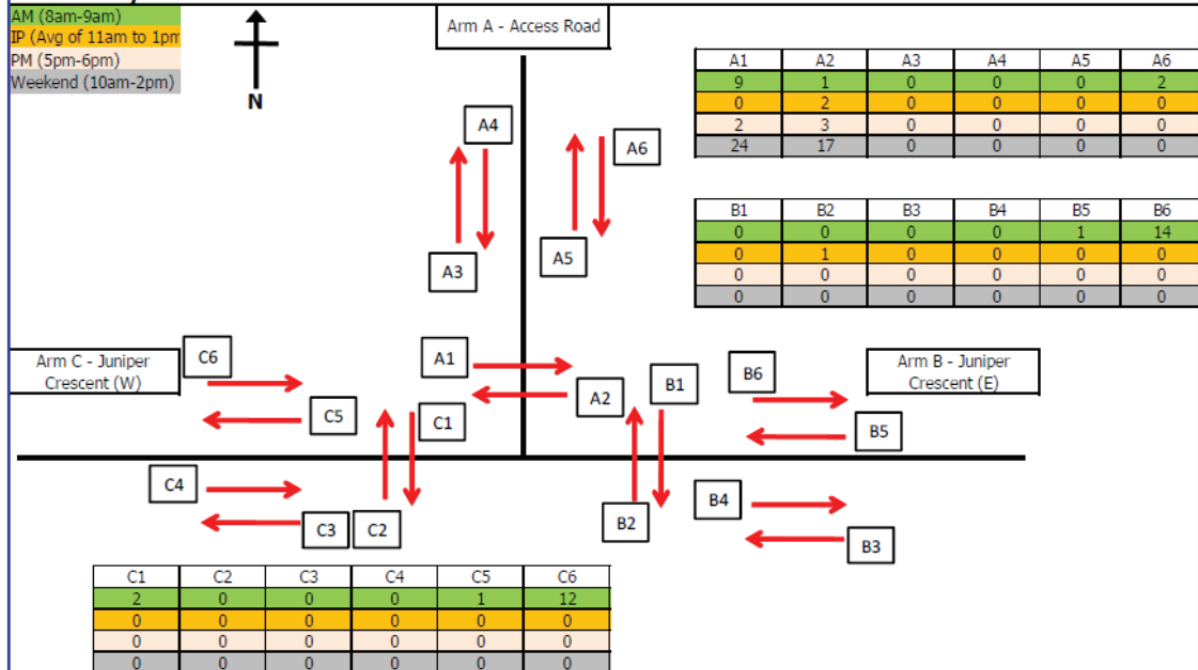 AM (8am-9am)
IP (Avg of 11am to 1pm
PM (5pm-6pm)
Weekend (10am-2pm)
N
Arm A - Access Road
A1 A2 A3 A4 A5 A6
9 1 0 0 0 2
0 2 0 0 0 0
2 3 0 0 0 0
24 17 0 0 0 0
A4
A6
A3
A5
B1 B2 B3 B4 B5 B6
0 0 0 0 1 14
0 1 0 0 0 0
0 0 0 0 0 0
0 0 0 0 0 0
Arm C - Juniper
Crescent (W)
C6
A1
A2
B1
B6
Arm B - Juniper
Crescent (E)
C5
C1
B5
C4
C3
C2
B2
B4
B3
C1 C2 C3 C4 C5 C6
2 0 0 0 1 12
0 0 0 0 0 0
0 0 0 0 0 0
0 0 0 0 0 0